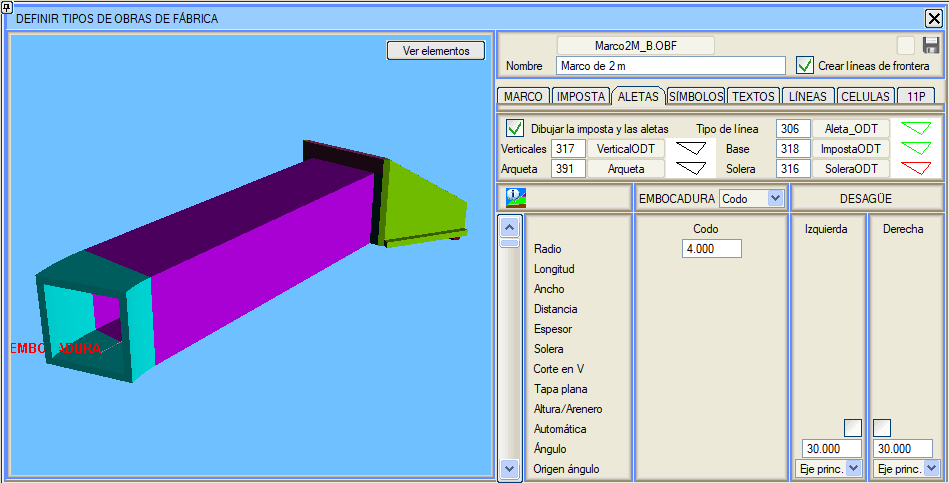 DEFINIR TIPOS DE OBRAS DE FÁBRICA
Ver elementos
EMBOCADURA
Marco2M_B.OBF
Nombre Marco de 2 m Crear líneas de frontera
MARCO IMPOSTA ALETAS SÍMBOLOS TEXTOS LÍNEAS CELULAS 11P
Dibujar la imposta y las aletas Tipo de línea 306 Aleta_ODT
Verticales 317 VerticalODT Base 318 ImpostaODT
Arqueta 391 Arqueta Solera 316 SoleraODT
EMBOCADURA Codo DESAGÜE
Codo Izquierda Derecha
Radio 4.000
Longitud
Ancho
Distancia
Espesor
Solera
Corte en V
Tapa plana
Altura/Arenero
Automática
Ángulo 30.000 30.000
Origen ángulo Eje princ. Eje princ.